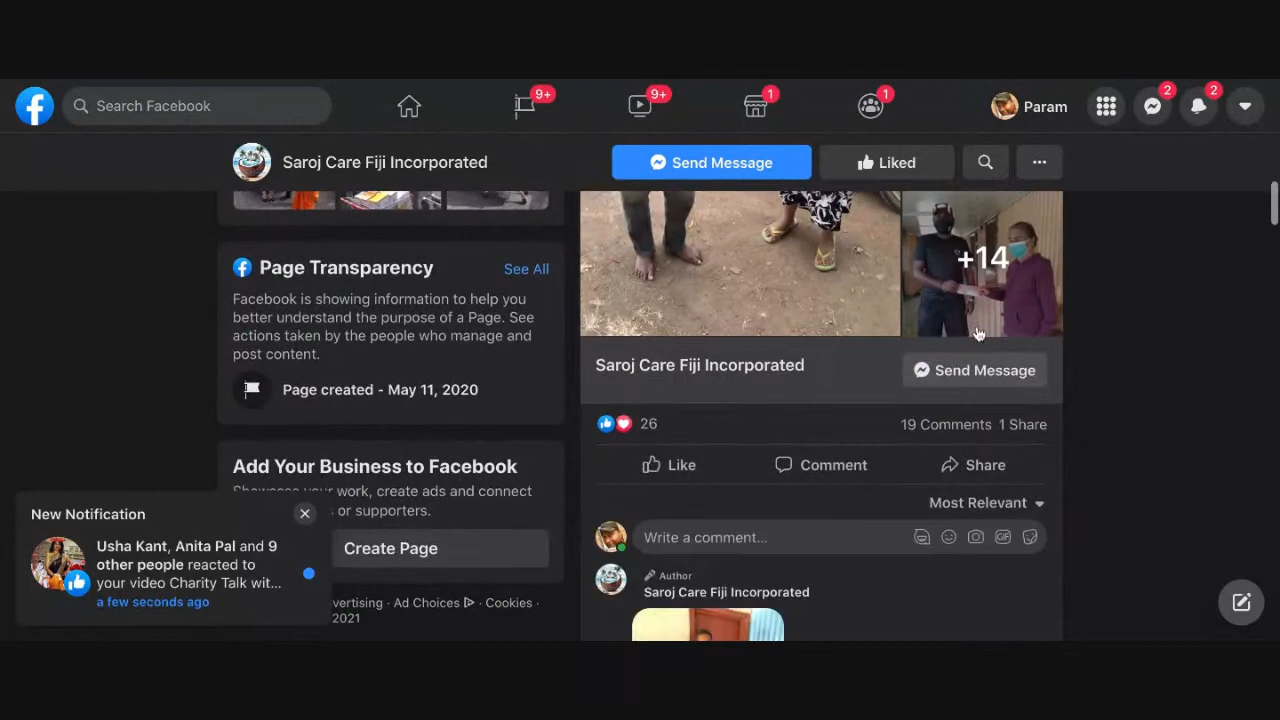 Search Facebook
9+
9+
1
1
Param
2
2
Saroj Care Fiji Incorporated
Send Message
Liked
Page Transparency
See All
Facebook is showing information to help you
better understand the purpose of a Page. See
actions taken by the people who manage and
post content.
Page created - May 11, 2020
Add Your Business to Facebook
Showcase your work, create ads and connect
or supporters.
Create Page
vertising · Ad Choices · Cookies ·
2021
New Notification
Usha Kant, Anita Pal and 9
other people reacted to
your video Charity Talk wit...
a few seconds ago
+14
Saroj Care Fiji Incorporated
Send Message
26
19 Comments 1 Share
Like
Comment
Share
Most Relevant
Write a comment...
GIF
Author
Saroj Care Fiji Incorporated